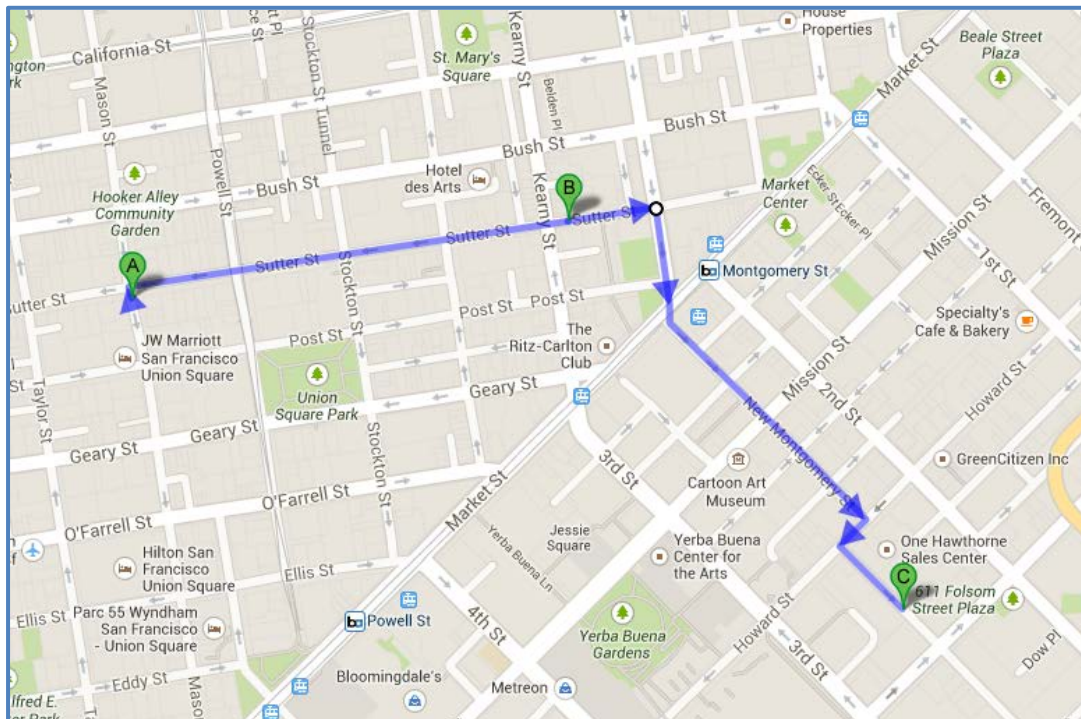 California St
St. Mary's
Square
House
Properties
Beale Street
Plaza
Market St
Mason St
Powell St
Stockton St
Stockton St Tunnel
Kearny St
Belden Pl
Bush St
Bush St
Hooker Alley
Community
Garden
Hotel
des Arts
Kearny St
B
Sutter St
Market
Center
Ecker St
Ecker Pl
Mission St
Fremont
1st St
A
Sutter St
Sutter St
Sutter St
Stockton St
Montgomery St
Post St
Post St
Post St
JW Marriott
San Francisco
Union Square
The
Ritz-Carlton
Club
Specialty's
Cafe & Bakery
Taylor St
Union
Square Park
Geary St
Geary St
Mission St
Howard St
2nd St
Stockton St
3rd St
New Montgomery St
GreenCitizen Inc
Cartoon Art
Museum
O'Farrell St
O'Farrell St
Market St
Jessie
Square
Yerba Buena
Center for
the Arts
One Hawthorne
Sales Center
Hilton San
Francisco
Union Square
Ellis St
Ellis St
Yerba Buena Ln
C
611 Folsom
Street Plaza
Parc 55 Wyndham
San Francisco
- Union Square
Powell St
4th St
Yerba Buena
Gardens
Howard St
3rd St
Dow Pl
Eddy St
Mason
Bloomingdale's
Metreon